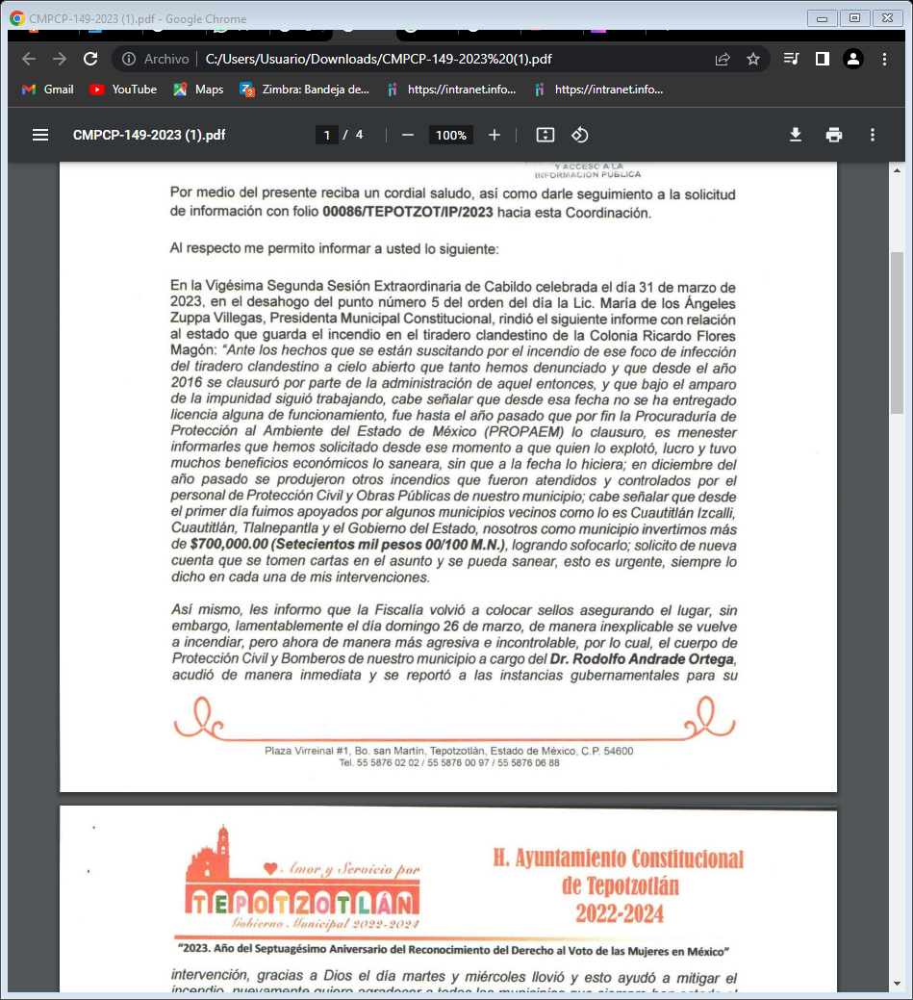 CMPCP-149-2023 (1).pdf - Google Chrome
Archivo | C:/Users/Usuario/Downloads/CMPCP-149-2023%20(1).pdf
Gmail YouTube Maps Zimbra: Bandeja de... https://intranet.info... https://intranet.info...
CMPCP-149-2023 (1).pdf 1 / 4 100%
Y ACCESO A LA
INFORMACIÓN PÚBLICA
Por medio del presente reciba un cordial saludo, así como darle seguimiento a la solicitud
de información con folio 00086/TEPOTZOT/IP/2023 hacia esta Coordinación.
Al respecto me permito informar a usted lo siguiente:
En la Vigésima Segunda Sesión Extraordinaria de Cabildo celebrada el día 31 de marzo de
2023, en el desahogo del punto número 5 del orden del día la Lic. María de los Ángeles
Zuppa Villegas, Presidenta Municipal Constitucional, rindió el siguiente informe con relación
al estado que guarda el incendio en el tiradero clandestino de la Colonia Ricardo Flores
Magón: “Ante los hechos que se están suscitando por el incendio de ese foco de infección
del tiradero clandestino a cielo abierto que tanto hemos denunciado y que desde el año
2016 se clausuró por parte de la administración de aquel entonces, y que bajo el amparo
de la impunidad siguió trabajando, cabe señalar que desde esa fecha no se ha entregado
licencia alguna de funcionamiento, fue hasta el año pasado que por fin la Procuraduría de
Protección al Ambiente del Estado de México (PROPAEM) lo clausuro, es menester
informarles que hemos solicitado desde ese momento a que quien lo explotó, lucro y tuvo
muchos beneficios económicos lo saneara, sin que a la fecha lo hiciera; en diciembre del
año pasado se produjeron otros incendios que fueron atendidos y controlados por el
personal de Protección Civil y Obras Públicas de nuestro municipio; cabe señalar que desde
el primer día fuimos apoyados por algunos municipios vecinos como lo es Cuautitlán Izcalli,
Cuautitlán, Tlalnepantla y el Gobierno del Estado, nosotros como municipio invertimos más
de $700,000.00 (Setecientos mil pesos 00/100 M.N.), logrando sofocarlo; solicito de nueva
cuenta que se tomen cartas en el asunto y se pueda sanear, esto es urgente, siempre lo
dicho en cada una de mis intervenciones.
Así mismo, les informo que la Fiscalía volvió a colocar sellos asegurando el lugar, sin
embargo, lamentablemente el día domingo 26 de marzo, de manera inexplicable se vuelve
a incendiar, pero ahora de manera más agresiva e incontrolable, por lo cual, el cuerpo de
Protección Civil y Bomberos de nuestro municipio a cargo del Dr. Rodolfo Andrade Ortega,
acudió de manera inmediata y se reportó a las instancias gubernamentales para su
Plaza Virreinal #1, Bo. san Martín, Tepotzotlán, Estado de México, C.P. 54600
Tel. 55 5876 02 02 / 55 5876 00 97 / 55 5876 06 88
Amor y Servicio por
TEPOTZOTLÁN
Gobierno Municipal 2022-2024
H. Ayuntamiento Constitucional
de Tepotzotlán
2022-2024
“2023. Año del Septuagésimo Aniversario del Reconocimiento del Derecho al Voto de las Mujeres en México”
intervención, gracias a Dios el día martes y miércoles llovió y esto ayudó a mitigar el
incendio, nuevamente quiero agradecer a todos los municipios que siempre han estado al